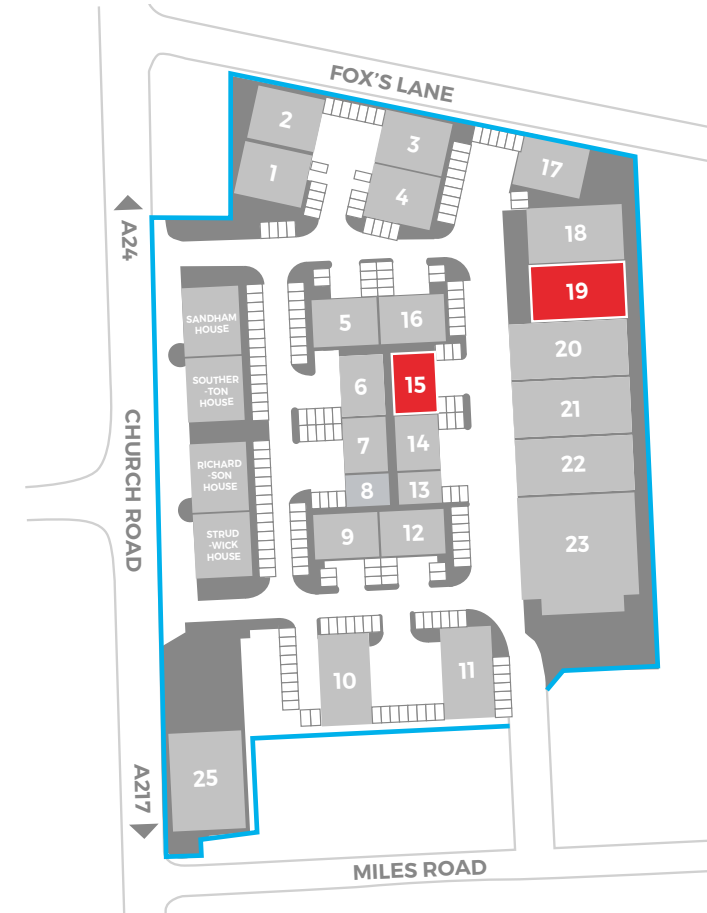 FOX'S LANE
2
1
3
4
17
18
19
20
21
22
23
A24
SANDHAM
HOUSE
SOUTHER
-TON
HOUSE
RICHARD
-SON
HOUSE
STRUD
-WICK
HOUSE
5
16
6
15
7
14
8
13
9
12
10
11
CHURCH ROAD
A217
25
MILES ROAD